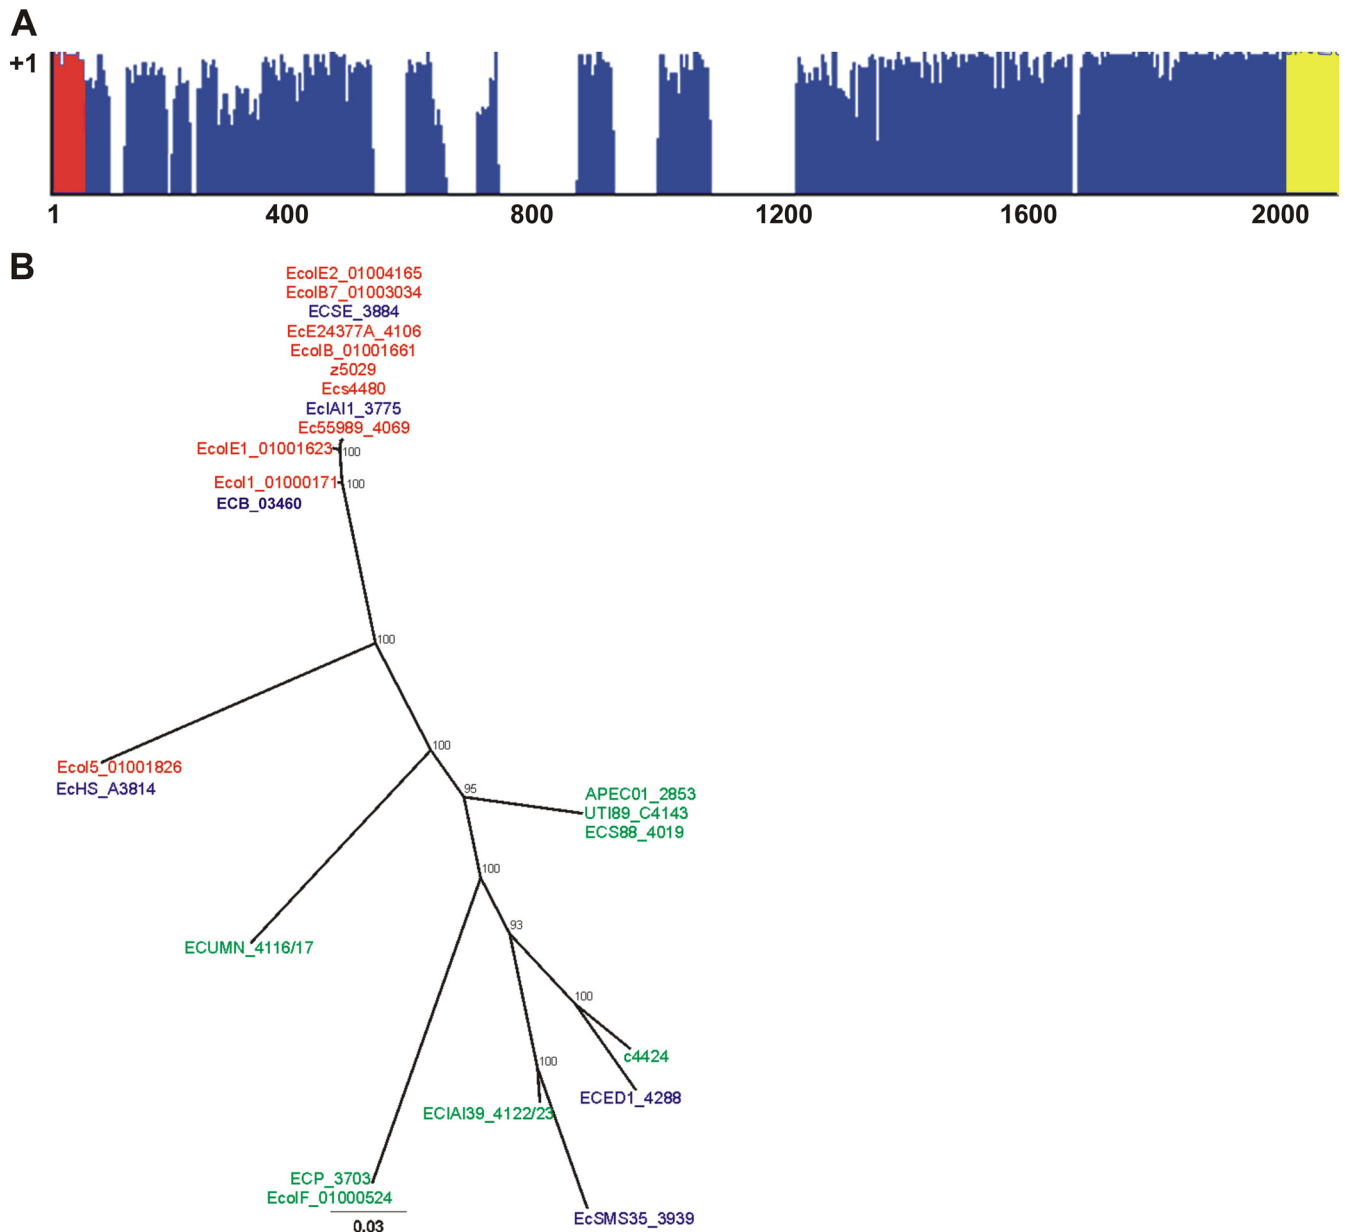 A
+1
1 400 800 1200 1600 2000
B
EcolE2_01004165
EcolB7_01003034
ECSE_3884
EcE24377A_4106
EcolB_01001661
z5029
Ecs4480
EcIAI1_3775
Ec55989_4069
EcolE1_01001623
100
Ecol1_01000171
100
ECB_03460
100
100
Ecol5_01001826
EcHS_A3814
95
APEC01_2853
UTI89_C4143
ECS88_4019
100
93
ECUMN_4116/17
100
c4424
100
ECED1_4288
ECIAI39_4122/23
ECP_3703
EcolF_01000524
EcSMS35_3939
0.03